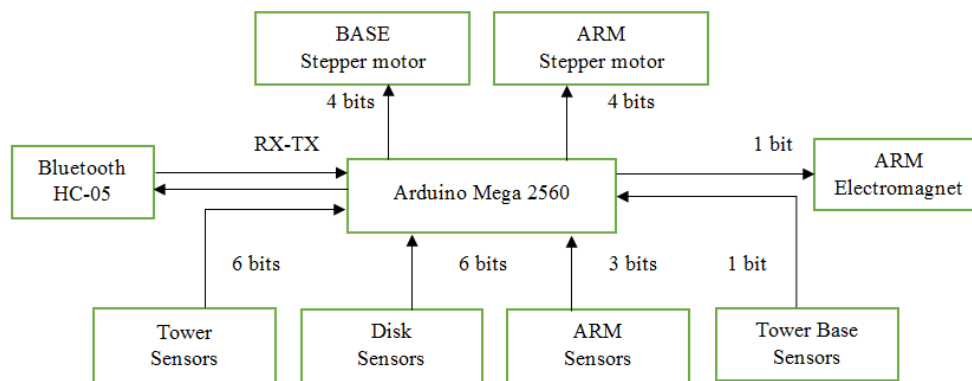 BASE
Stepper motor
ARM
Stepper motor
4 bits
4 bits
RX-TX
1 bit
Bluetooth
HC-05
Arduino Mega 2560
ARM
Electromagnet
6 bits
6 bits
3 bits
1 bit
Tower
Sensors
Disk
Sensors
ARM
Sensors
Tower Base
Sensors